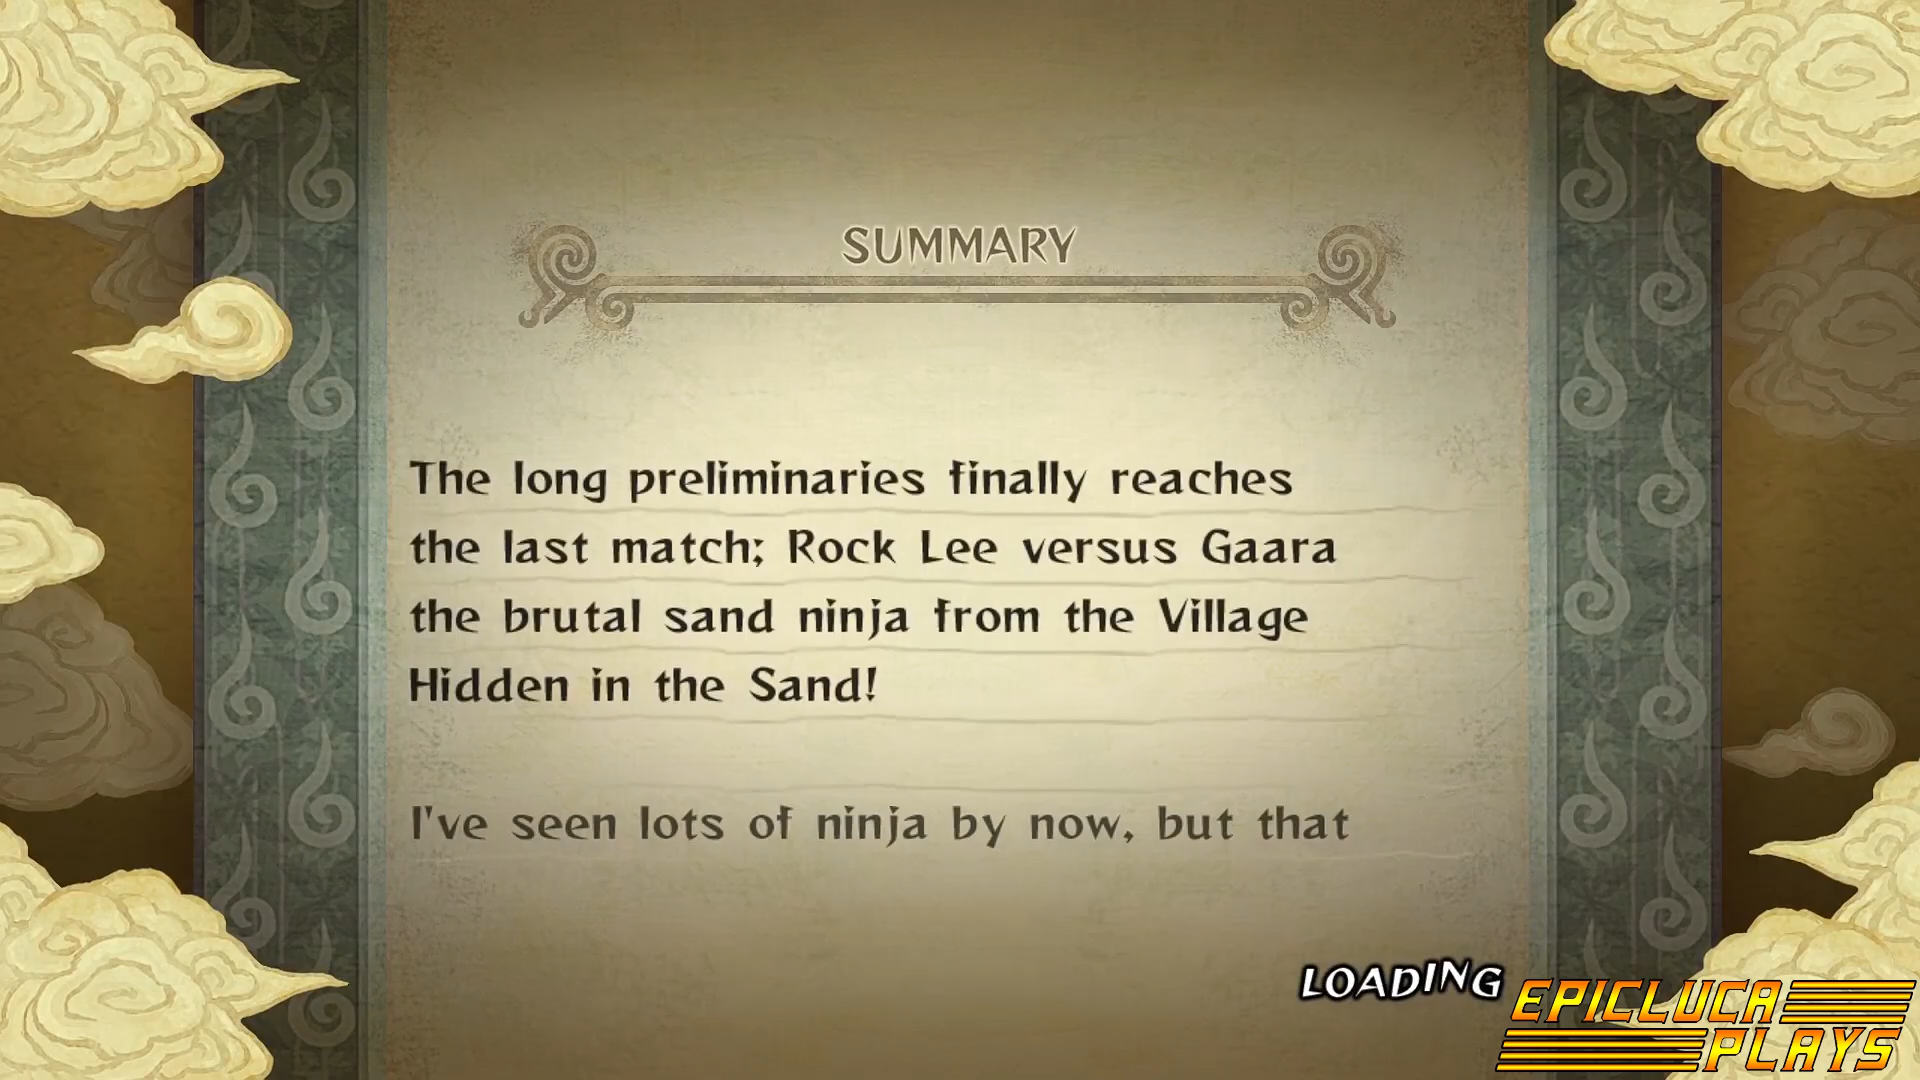 SUMMARY
The long preliminaries finally reaches
the last match; Rock Lee versus Gaara
the brutal sand ninja from the Village
Hidden in the Sand!
I've seen lots of ninja by now, but that
LOADING
EPICLUCA
PLAYS